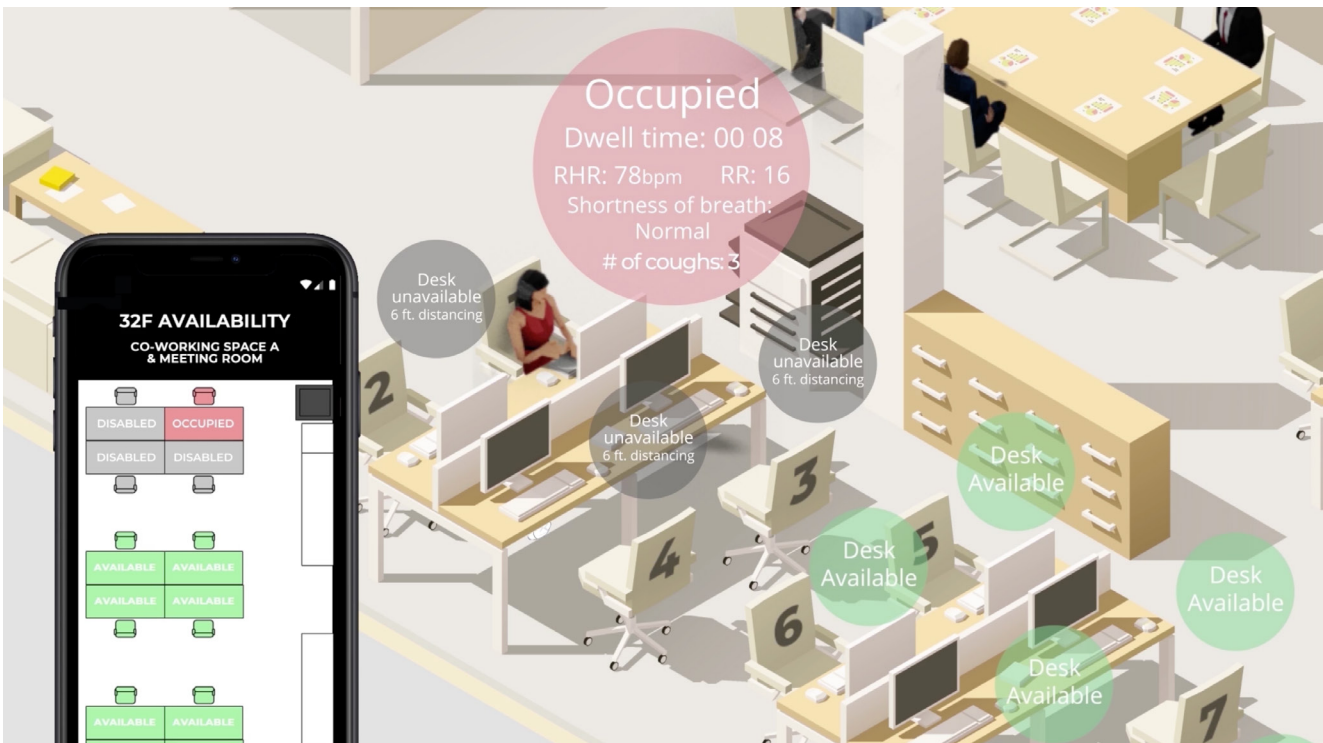 Occupied
Dwell time: 00 08
RHR: 78bpm RR: 16
Shortness of breath:
Normal
# of coughs: 3
Desk
unavailable
6 ft. distancing
Desk
unavailable
6 ft. distancing
Desk
unavailable
6 ft. distancing
2
3
4
5
6
7
Desk
Available
Desk
Available
Desk
Available
Desk
Available
32F AVAILABILITY
CO-WORKING SPACE A
& MEETING ROOM
DISABLED OCCUPIED
DISABLED DISABLED
AVAILABLE AVAILABLE
AVAILABLE AVAILABLE
AVAILABLE AVAILABLE